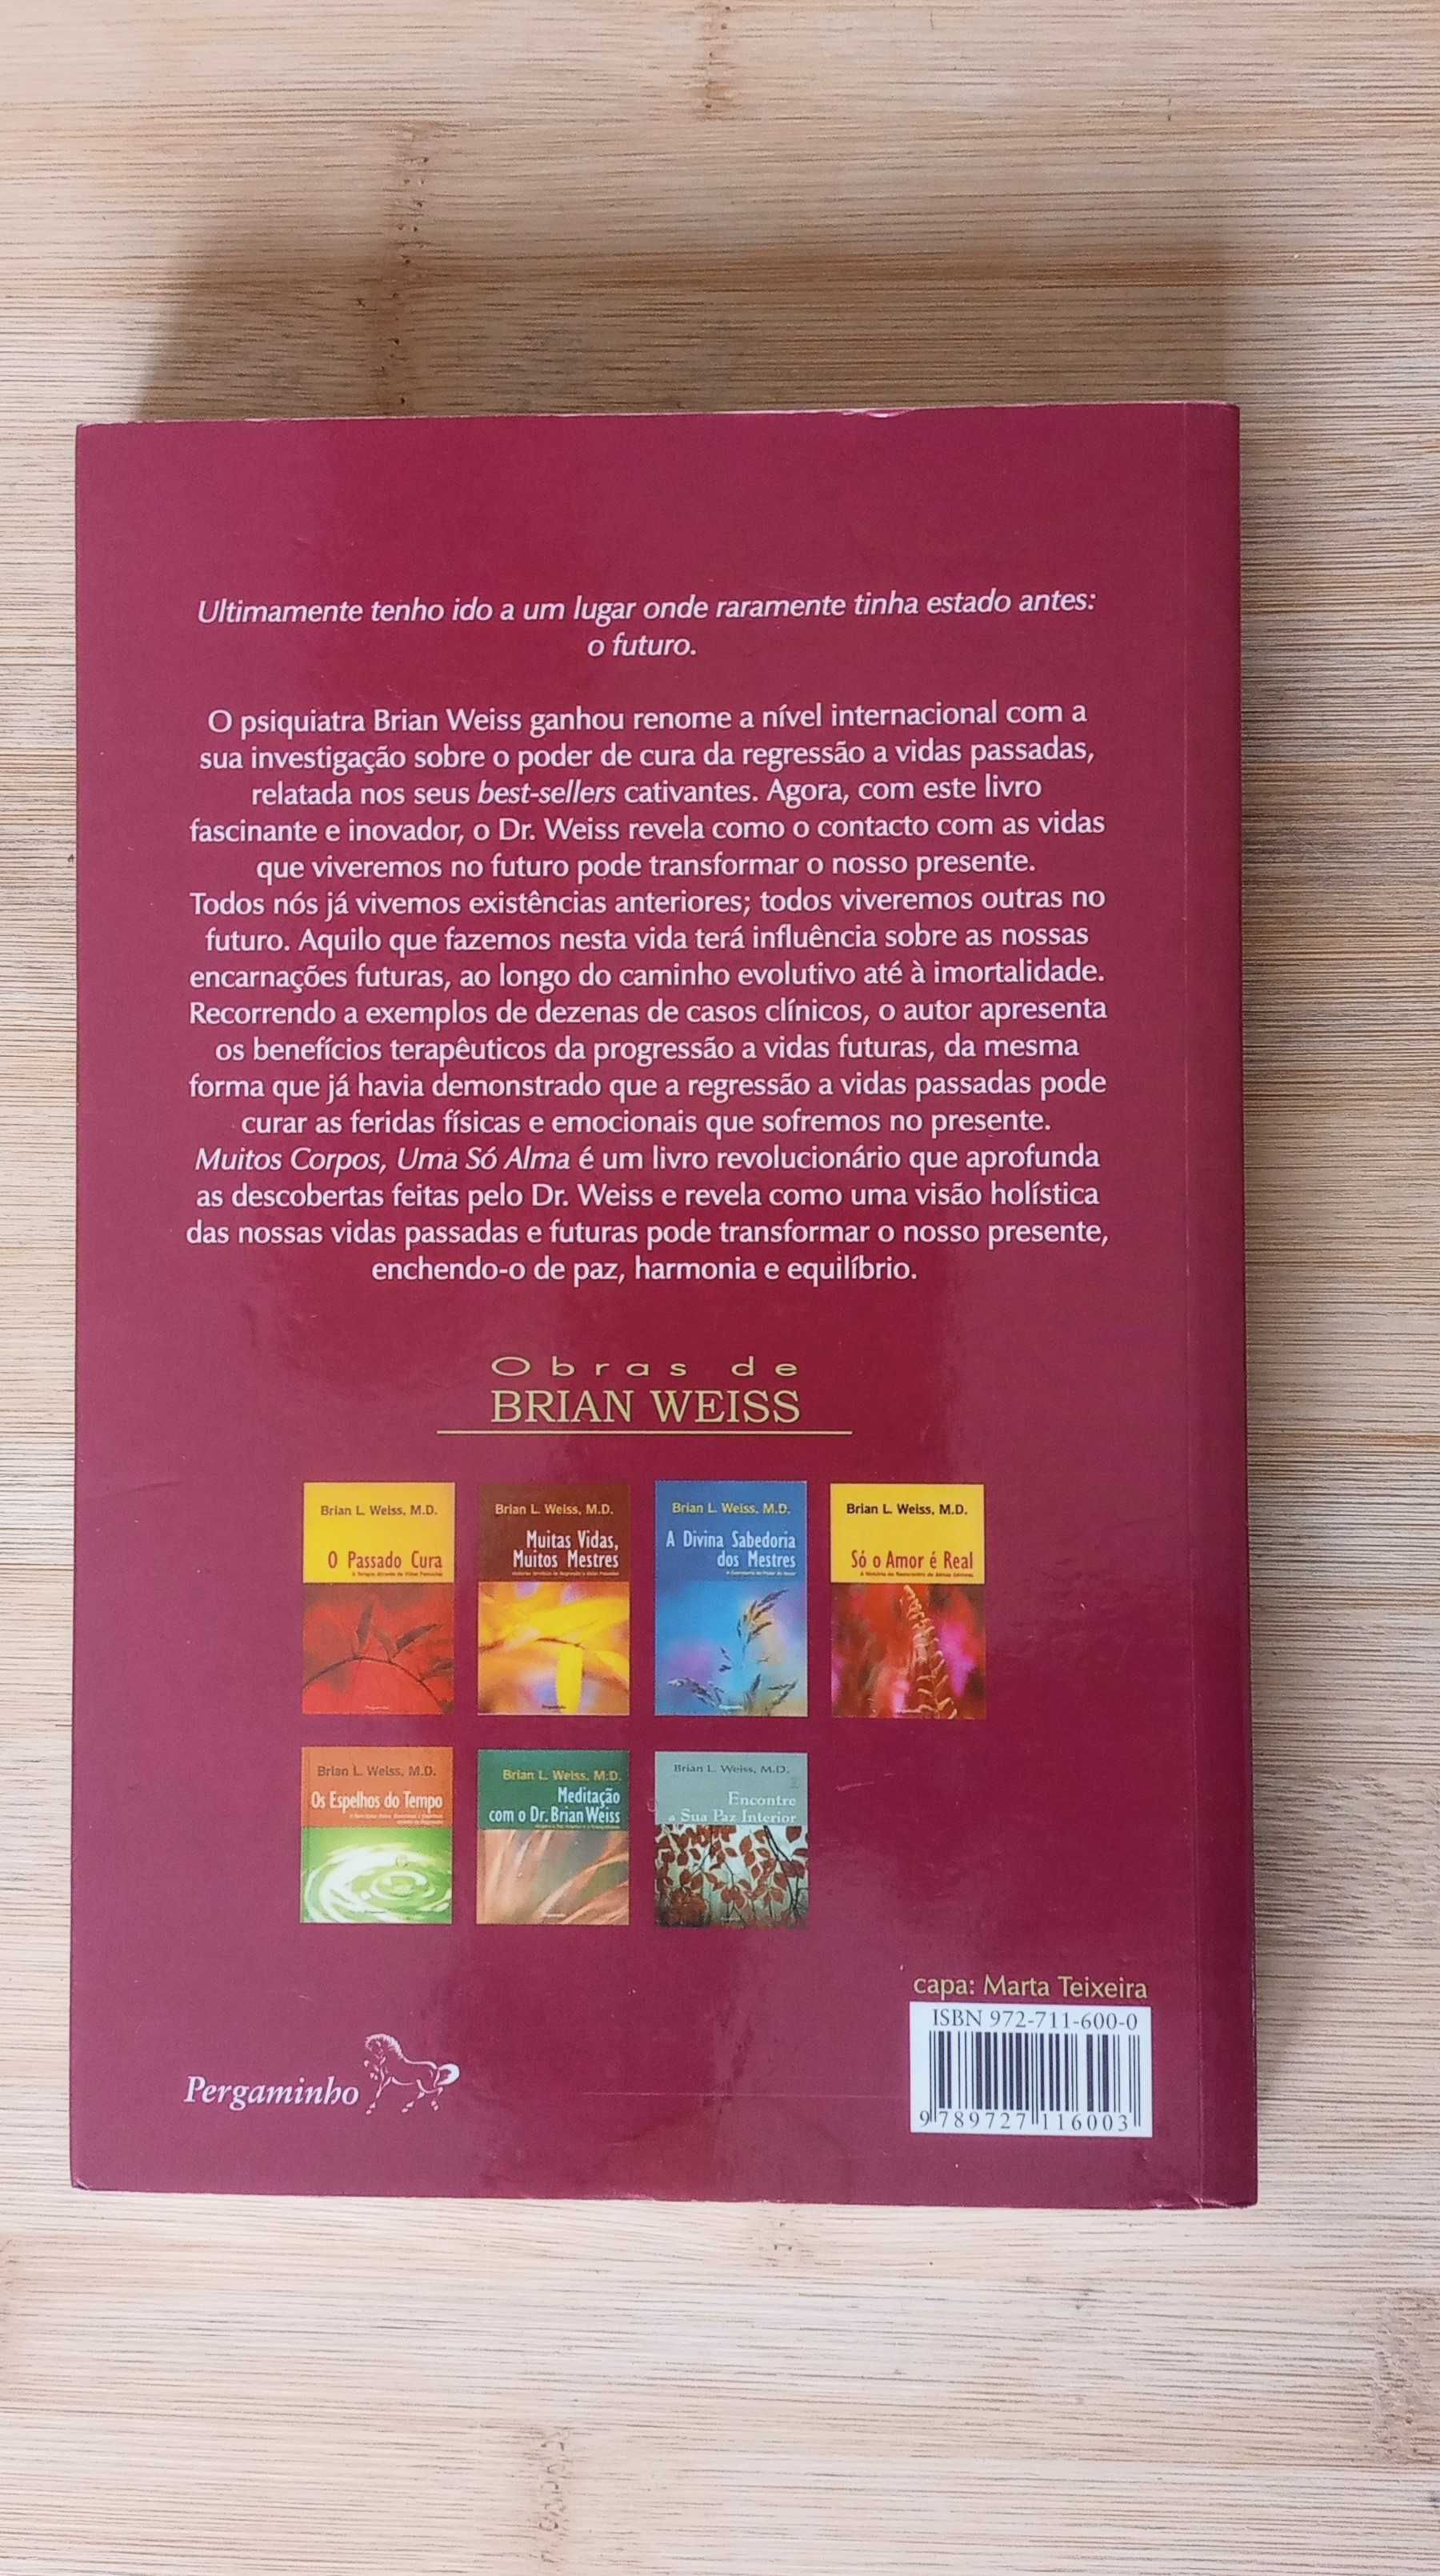 Ultimamente tenho ido a um lugar onde raramente tinha estado antes:
o futuro.
O psiquiatra Brian Weiss ganhou renome a nível internacional com a
sua investigação sobre o poder de cura da regressão a vidas passadas,
relatada nos seus best-sellers cativantes. Agora, com este livro
fascinante e inovador, o Dr. Weiss revela como o contacto com as vidas
que viveremos no futuro pode transformar o nosso presente.
Todos nós já vivemos existências anteriores; todos viveremos outras no
futuro. Aquilo que fazemos nesta vida terá influência sobre as nossas
encarnações futuras, ao longo do caminho evolutivo até à imortalidade.
Recorrendo a exemplos de dezenas de casos clínicos, o autor apresenta
os benefícios terapêuticos da progressão a vidas futuras, da mesma
forma que já havia demonstrado que a regressão a vidas passadas pode
curar as feridas físicas e emocionais que sofremos no presente.
Muitos Corpos, Uma Só Alma é um livro revolucionário que aprofunda
as descobertas feitas pelo Dr. Weiss e revela como uma visão holística
das nossas vidas passadas e futuras pode transformar o nosso presente,
enchendo-o de paz, harmonia e equilíbrio.
Obras de
BRIAN WEISS
Brian L. Weiss, M.D.
O Passado Cura
Brian L. Weiss, M.D.
Muitas Vidas,
Muitos Mestres
Brian L. Weiss, M.D.
A Divina Sabedoria
dos Mestres
Brian L. Weiss, M.D.
Só o Amor é Real
Brian L. Weiss, M.D.
Os Espelhos do Tempo
Brian L. Weiss, M.D.
Meditação
com o Dr. Brian Weiss
Brian L. Weiss, M.D.
Encontre
a Sua Paz Interior
capa: Marta Teixeira
ISBN 972-711-600-0
9 789727 116003
Pergaminho